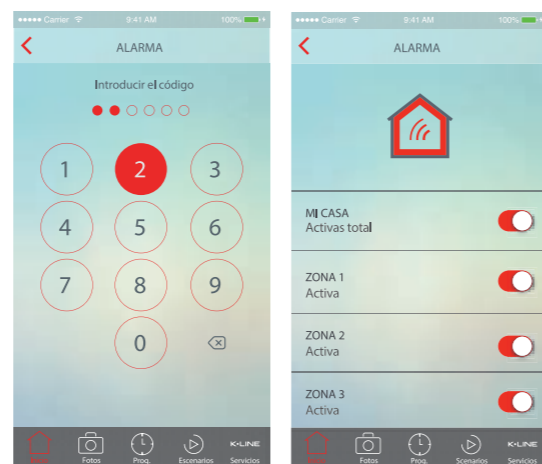 Carrier 9:41 AM 100%
ALARMA
Introducir el código
1 2 3
4 5 6
7 8 9
0
Fotos Prog. Escenarios K•LINE Servicios
Carrier 9:41 AM 100%
ALARMA
MI CASA
Activas total
ZONA 1
Activa
ZONA 2
Activa
ZONA 3
Activa
Fotos Prog. Escenarios K•LINE Servicios